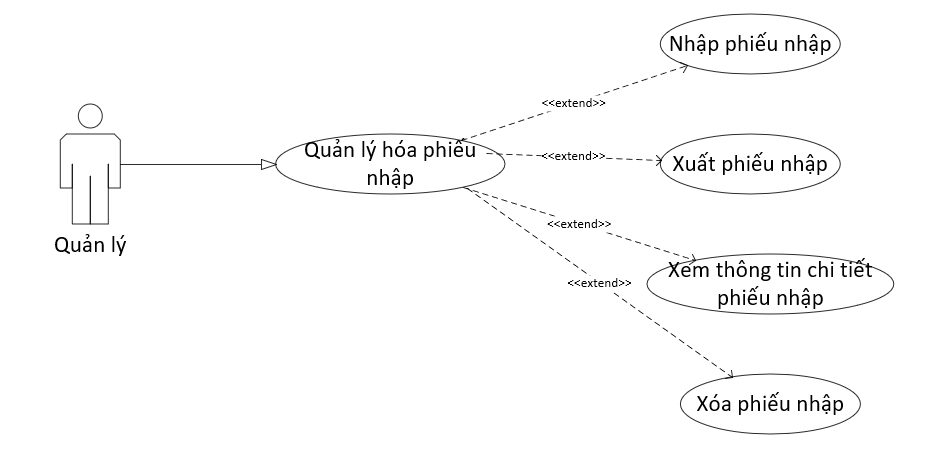 Nhập phiếu nhập
<<extend>>
Quản lý hóa phiếu
nhập
<<extend>>
Xuất phiếu nhập
Quản lý
<<extend>>
Xem thông tin chi tiết
phiếu nhập
<<extend>>
Xóa phiếu nhập